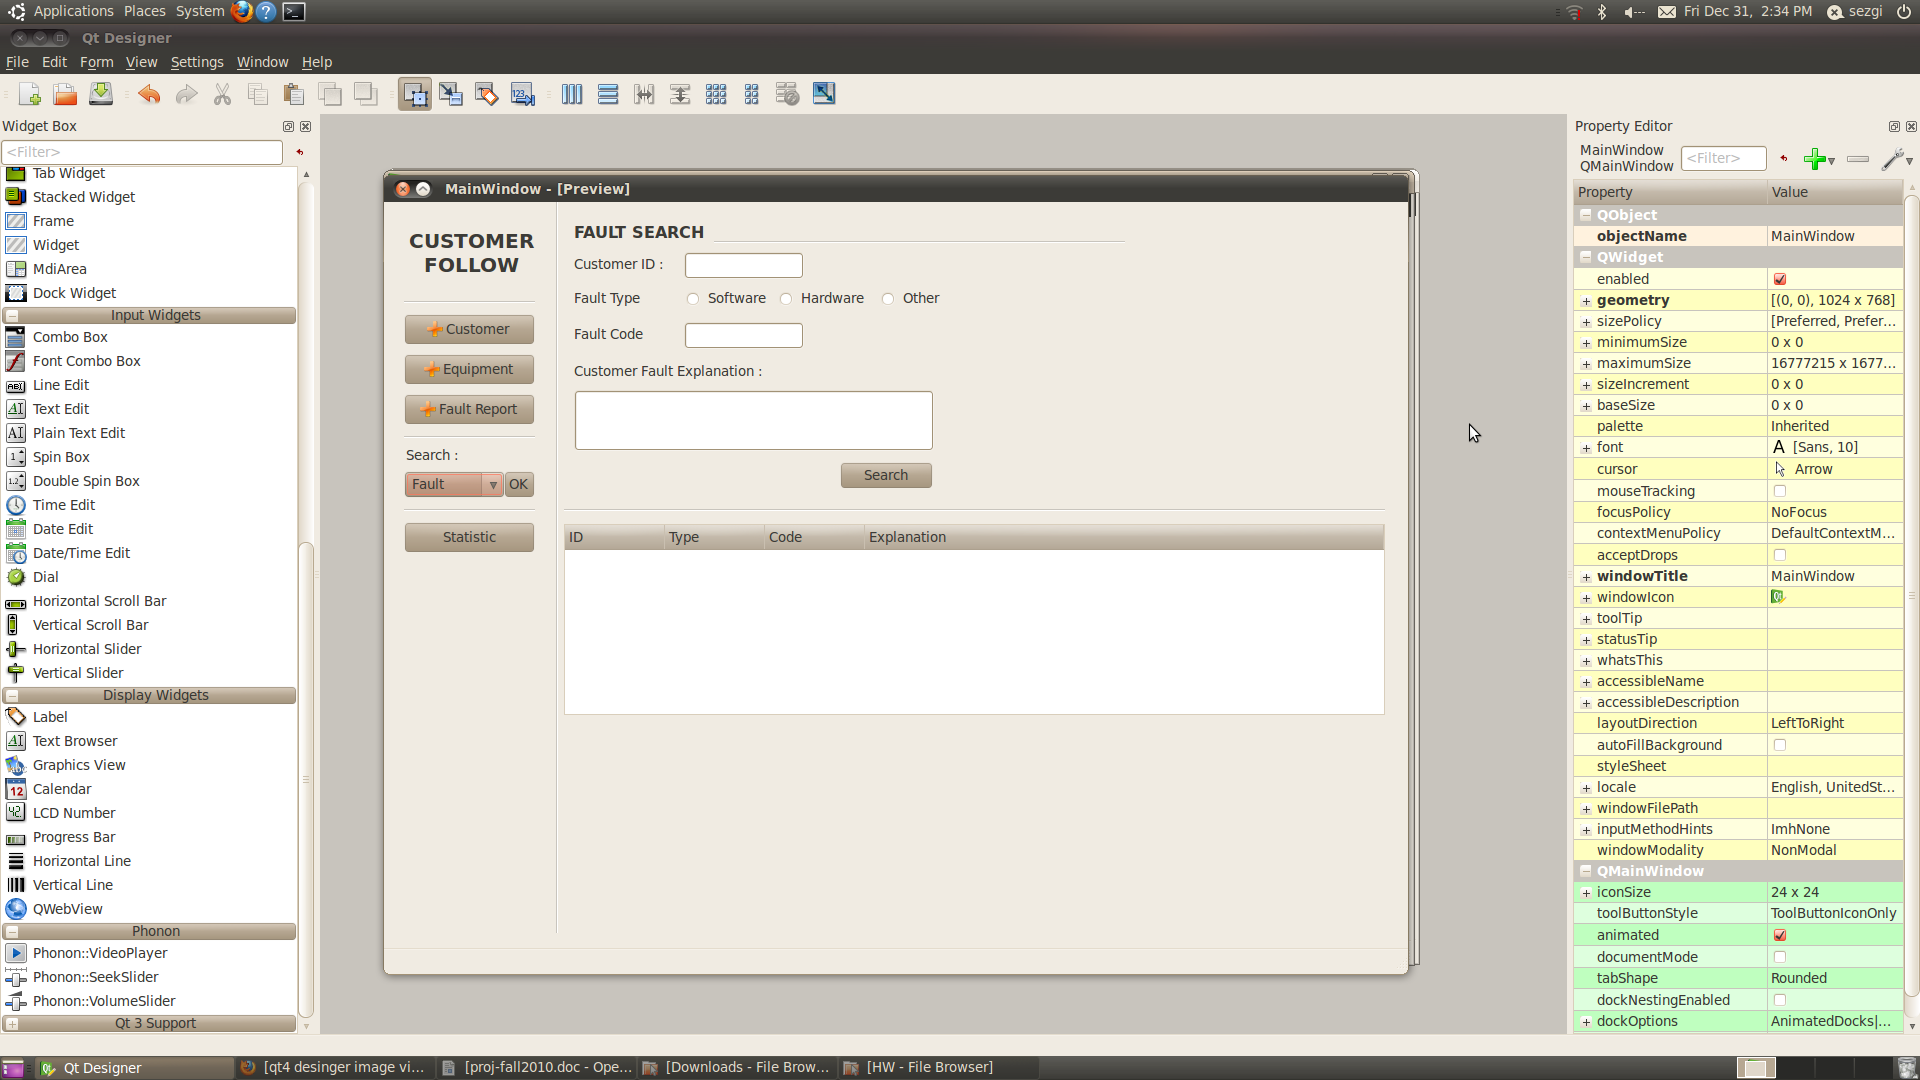 Applications Places System
Fri Dec 31, 2:34 PM sezgi
Qt Designer
File Edit Form View Settings Window Help
Widget Box
<Filter>
Tab Widget
Stacked Widget
Frame
Widget
MdiArea
Dock Widget
Input Widgets
Combo Box
Font Combo Box
Line Edit
Text Edit
Plain Text Edit
Spin Box
Double Spin Box
Time Edit
Date Edit
Date/Time Edit
Dial
Horizontal Scroll Bar
Vertical Scroll Bar
Horizontal Slider
Vertical Slider
Display Widgets
Label
Text Browser
Graphics View
Calendar
LCD Number
Progress Bar
Horizontal Line
Vertical Line
QWebView
Phonon
Phonon::VideoPlayer
Phonon::SeekSlider
Phonon::VolumeSlider
Qt 3 Support
MainWindow - [Preview]
CUSTOMER
FOLLOW
Customer
Equipment
Fault Report
Search :
Fault OK
Statistic
FAULT SEARCH
Customer ID :
Fault Type Software Hardware Other
Fault Code
Customer Fault Explanation :
Search
ID Type Code Explanation
Property Editor
MainWindow
QMainWindow
<Filter>
Property Value
QObject
objectName MainWindow
QWidget
enabled
geometry [(0, 0), 1024 x 768]
sizePolicy [Preferred, Prefer...
minimumSize 0 x 0
maximumSize 16777215 x 1677...
sizeIncrement 0 x 0
baseSize 0 x 0
palette Inherited
font A [Sans, 10]
cursor Arrow
mouseTracking
focusPolicy NoFocus
contextMenuPolicy DefaultContextM...
acceptDrops
windowTitle MainWindow
windowIcon
toolTip
statusTip
whatsThis
accessibleName
accessibleDescription
layoutDirection LeftToRight
autoFillBackground
styleSheet
locale English, UnitedSt...
windowFilePath
inputMethodHints ImhNone
windowModality NonModal
QMainWindow
iconSize 24 x 24
toolButtonStyle ToolButtonIconOnly
animated
documentMode
tabShape Rounded
dockNestingEnabled
dockOptions AnimatedDocks|...
Qt Designer [qt4 desinger image vi... [proj-fall2010.doc - Ope... [Downloads - File Brow... [HW - File Browser]